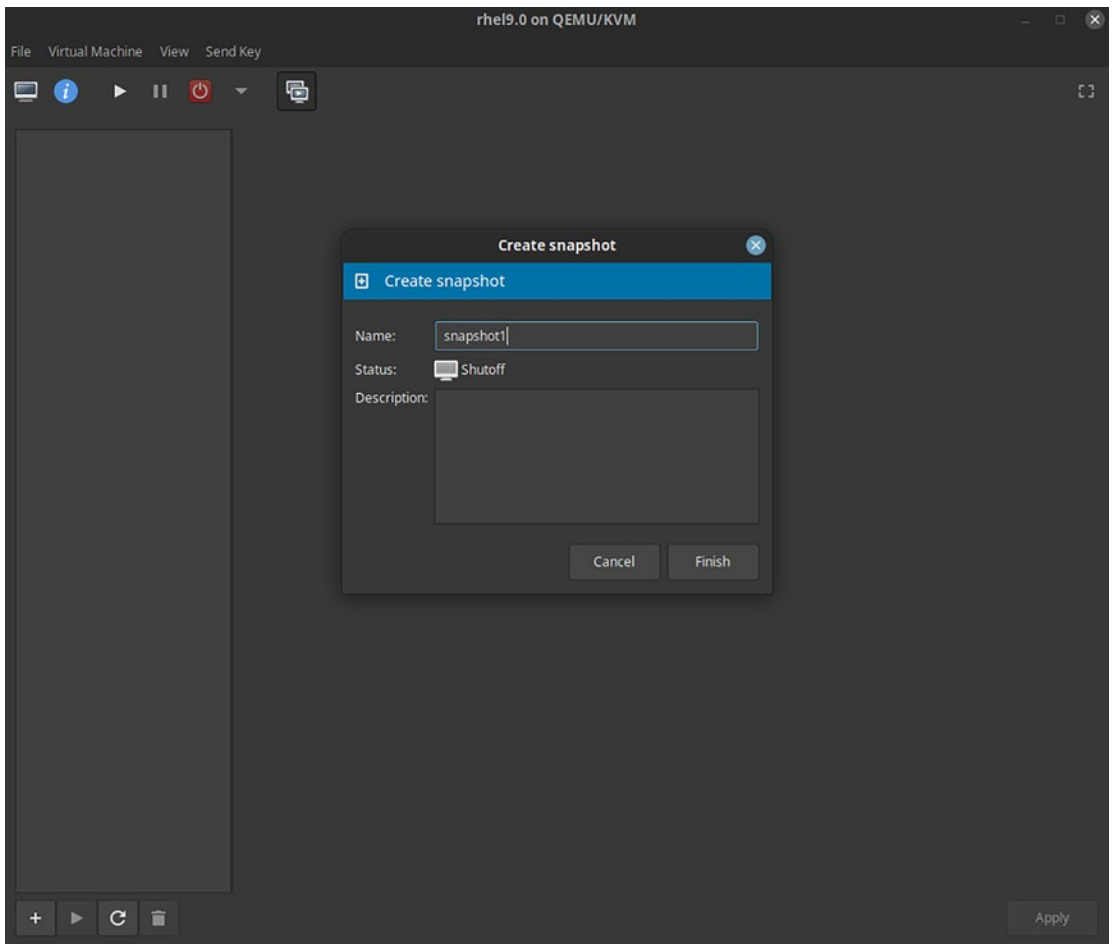 rhel9.0 on QEMU/KVM
File Virtual Machine View Send Key
Create snapshot
Create snapshot
Name: snapshot1
Status: Shutoff
Description:
Cancel Finish
Apply